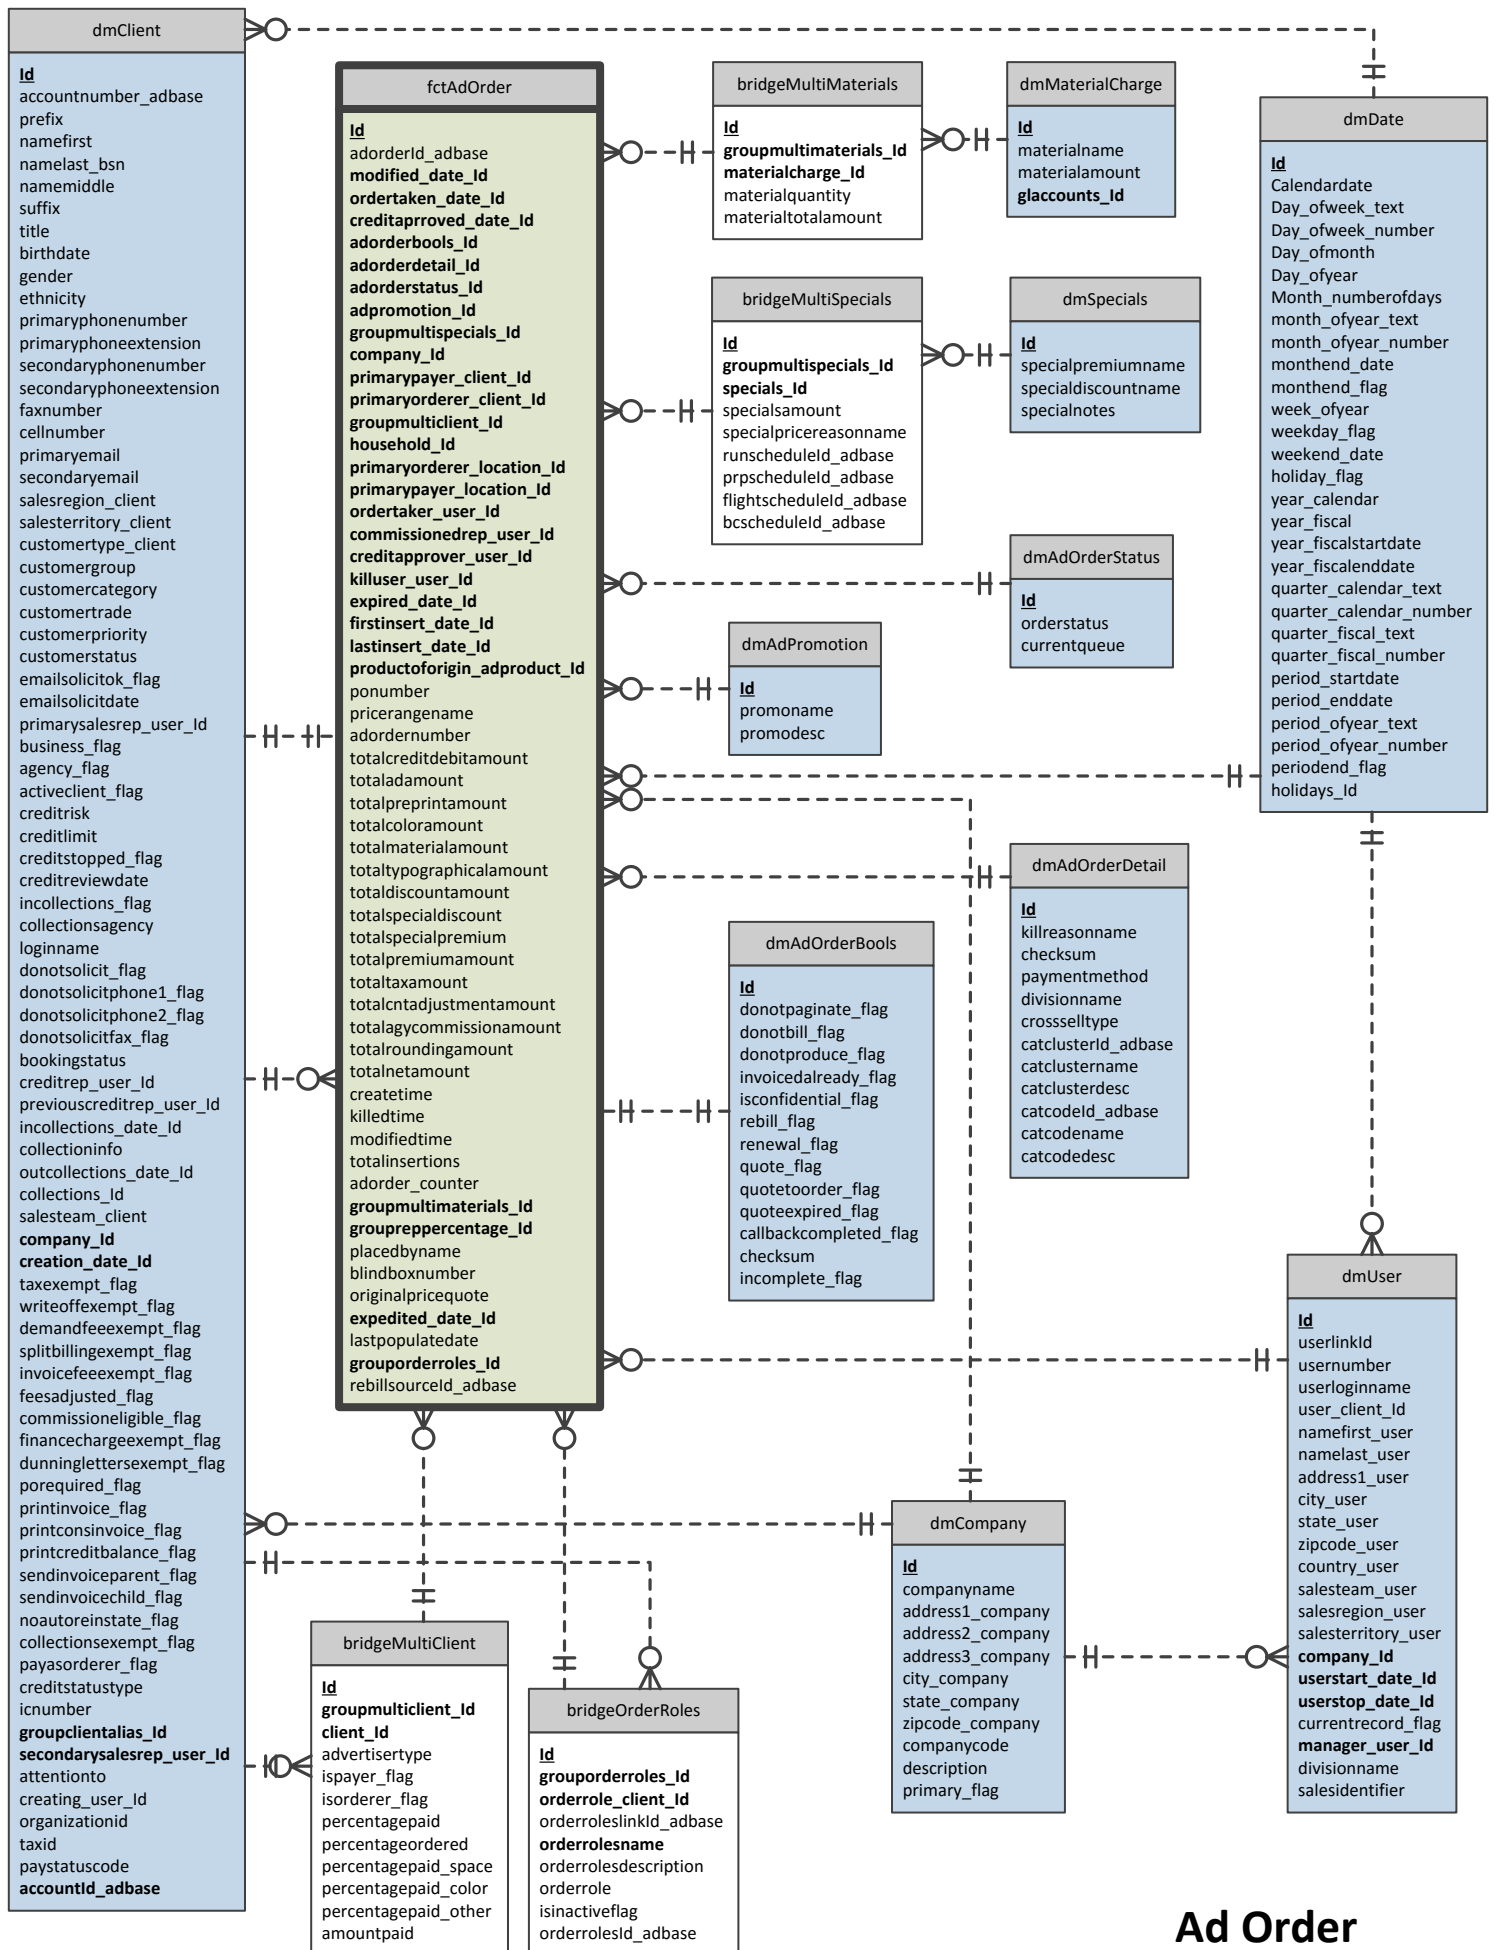 dmClient
Id
accountnumber_adbase
prefix
namefirst
namelast_bsn
namemiddle
suffix
title
birthdate
gender
ethnicity
primaryphonenumber
primaryphoneextension
secondaryphonenumber
secondaryphoneextension
faxnumber
cellnumber
primaryemail
secondaryemail
salesregion_client
salesterritory_client
customertype_client
customergroup
customercategory
customertrade
customerpriority
customerstatus
emailsolicitok_flag
emailsolicitdate
primarysalesrep_user_Id
business_flag
agency_flag
activeclient_flag
creditrisk
creditlimit
creditstopped_flag
creditreviewdate
incollections_flag
collectionsagency
loginname
donotsolicit_flag
donotsolicitphone1_flag
donotsolicitphone2_flag
donotsolicitfax_flag
bookingstatus
creditrep_user_Id
previouscreditrep_user_Id
incollections_date_Id
collectioninfo
outcollections_date_Id
collections_Id
salesteam_client
company_Id
creation_date_Id
taxexempt_flag
writeoffexempt_flag
demandfeeexempt_flag
splitbillingexempt_flag
invoicefeeexempt_flag
feesadjusted_flag
commissioneligible_flag
financechargeexempt_flag
dunninglettersexempt_flag
porequired_flag
printinvoice_flag
printconsinvoice_flag
printcreditbalance_flag
sendinvoiceparent_flag
sendinvoicechild_flag
noautoreinstate_flag
collectionsexempt_flag
payasorderer_flag
creditstatustype
icnumber
groupclientalias_Id
secondarysalesrep_user_Id
attentionto
creating_user_Id
organizationid
taxid
paystatuscode
accountId_adbase
fctAdOrder
Id
adorderId_adbase
modified_date_Id
ordertaken_date_Id
creditaproved_date_Id
adorderbools_Id
adorderdetail_Id
adorderstatus_Id
adpromotion_Id
groupmultispecials_Id
company_Id
primarypayer_client_Id
primaryorderer_client_Id
groupmulticlient_Id
household_Id
primaryorderer_location_Id
primarypayer_location_Id
ordertaker_user_Id
commissionedrep_user_Id
creditapprover_user_Id
killuser_user_Id
expired_date_Id
firstinsert_date_Id
lastinsert_date_Id
productoforigin_adproduct_Id
ponumber
pricerangename
adordernumber
totalcreditdebitamount
totaladamount
totalpreprintamount
totalcoloramount
totalmaterialamount
totaltypographicalamount
totaldiscountamount
totalspecialdiscount
totalspecialpremium
totalpremiumamount
totaltaxamount
totalcntadjustmentamount
totalagycommissionamount
totalroundingamount
totalnetamount
createtime
killedtime
modifiedtime
totalinsertions
adorder_counter
groupmultimaterials_Id
groupreppercentage_Id
placedbyname
blindboxnumber
originalpricequote
expedited_date_Id
lastpopulatedate
grouporderroles_Id
rebillsourceId_adbase
bridgeMultiMaterials
Id
groupmultimaterials_Id
materialcharge_Id
materialquantity
materialtotalamount
dmMaterialCharge
Id
materialname
materialamount
glaccounts_Id
bridgeMultiSpecials
Id
groupmultispecials_Id
specials_Id
specialsamount
specialpricereasonname
runscheduleId_adbase
prpscheduleId_adbase
flightscheduleId_adbase
bcscheduleId_adbase
dmSpecials
Id
specialpremiumname
specialdiscountname
specialnotes
dmAdOrderStatus
Id
orderstatus
currentqueue
dmAdPromotion
Id
promoname
promodesc
dmDate
Id
Calendardate
Day_ofweek_text
Day_ofweek_number
Day_ofmonth
Day_ofyear
Month_numberofdays
month_ofyear_text
month_ofyear_number
monthend_date
monthend_flag
week_ofyear
weekday_flag
weekend_date
holiday_flag
year_calendar
year_fiscal
year_fiscalstartdate
year_fiscalenddate
quarter_calendar_text
quarter_calendar_number
quarter_fiscal_text
quarter_fiscal_number
period_startdate
period_enddate
period_ofyear_text
period_ofyear_number
periodend_flag
holidays_Id
dmAdOrderDetail
Id
killreasonname
checksum
paymentmethod
divisionname
crossselltype
catclusterId_adbase
catclustername
catclusterdesc
catcodeId_adbase
catcodename
catcodedesc
dmAdOrderBools
Id
donotpaginate_flag
donotbill_flag
donotproduce_flag
invoicedalready_flag
isconfidential_flag
rebill_flag
renewal_flag
quote_flag
quotetoorder_flag
quoteexpired_flag
callbackcompleted_flag
checksum
incomplete_flag
dmUser
Id
userlinkId
usernumber
userloginname
user_client_Id
namefirst_user
namelast_user
address1_user
city_user
state_user
zipcode_user
country_user
salesteam_user
salesregion_user
salesterritory_user
company_Id
userstart_date_Id
userstop_date_Id
currentrecord_flag
manager_user_Id
divisionname
salesidentifier
dmCompany
Id
companyname
address1_company
address2_company
address3_company
city_company
state_company
zipcode_company
companycode
description
primary_flag
bridgeMultiClient
Id
groupmulticlient_Id
client_Id
advertisertype
ispayer_flag
isorderer_flag
percentagepaid
percentageordered
percentagepaid_space
percentagepaid_color
percentagepaid_other
amountpaid
bridgeOrderRoles
Id
grouporderroles_Id
orderrole_client_Id
orderroleslinkId_adbase
orderrolesname
orderrolesdescription
orderrole
isinactiveflag
orderrolesId_adbase
Ad Order